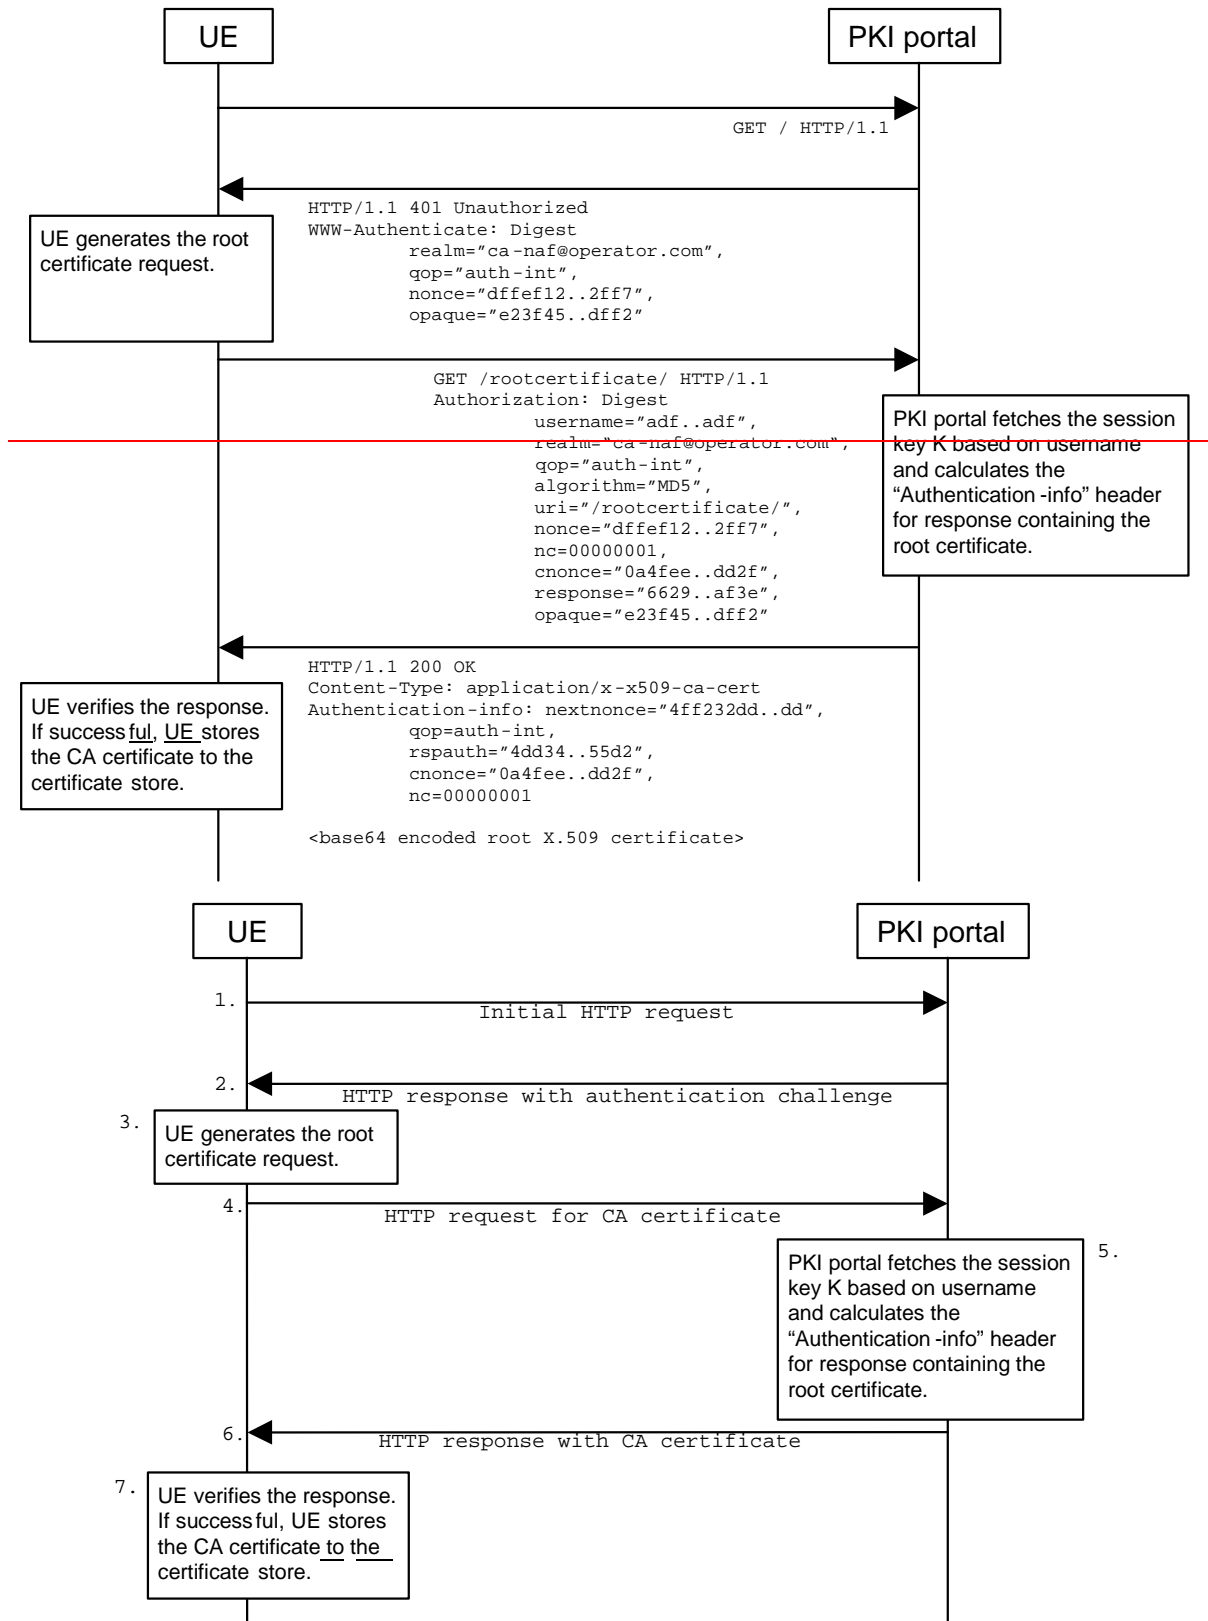 UE
PKI portal
GET / HTTP/1.1
HTTP/1.1 401 Unauthorized
WWW-Authenticate: Digest
realm="ca-naf@operator.com",
qop="auth-int",
nonce="dffef12..2ff7",
opaque="e23f45..dff2"
UE generates the root
certificate request.
GET /rootcertificate/ HTTP/1.1
Authorization: Digest
username="adf..adf",
realm="ca-naf@operator.com",
qop="auth-int",
algorithm="MD5",
uri="/rootcertificate/",
nonce="dffef12..2ff7",
nc=00000001,
cnonce="0a4fee..dd2f",
response="6629..af3e",
opaque="e23f45..dff2"
PKI portal fetches the session
key K based on username
and calculates the
“Authentication-info” header
for response containing the
root certificate.
HTTP/1.1 200 OK
Content-Type: application/x-x509-ca-cert
Authentication-info: nextnonce="4ff232dd..dd",
qop=auth-int,
rspauth="4dd34..55d2",
cnonce="0a4fee..dd2f",
nc=00000001
<base64 encoded root X.509 certificate>
UE verifies the response.
If successful, UE stores
the CA certificate to the
certificate store.
UE
PKI portal
1.
Initial HTTP request
2.
HTTP response with authentication challenge
3.
UE generates the root
certificate request.
4.
HTTP request for CA certificate
5.
PKI portal fetches the session
key K based on username
and calculates the
“Authentication-info” header
for response containing the
root certificate.
6.
HTTP response with CA certificate
7.
UE verifies the response.
If successful, UE stores
the CA certificate to the
certificate store.